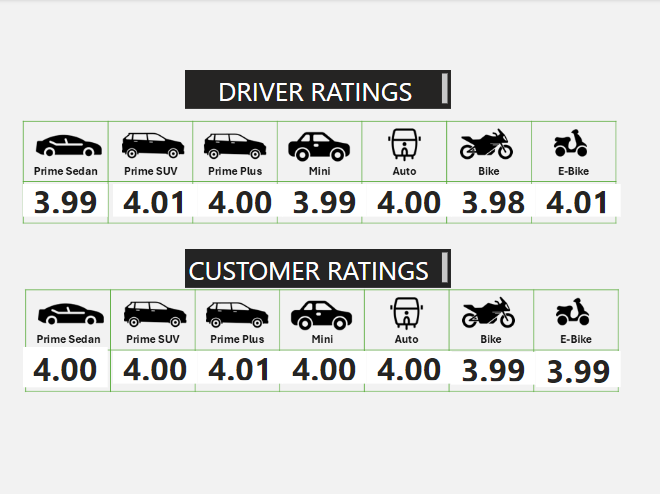 DRIVER RATINGS
Prime Sedan Prime SUV Prime Plus Mini Auto Bike E-Bike
3.99 4.01 4.00 3.99 4.00 3.98 4.01
CUSTOMER RATINGS
Prime Sedan Prime SUV Prime Plus Mini Auto Bike E-Bike
4.00 4.00 4.01 4.00 4.00 3.99 3.99